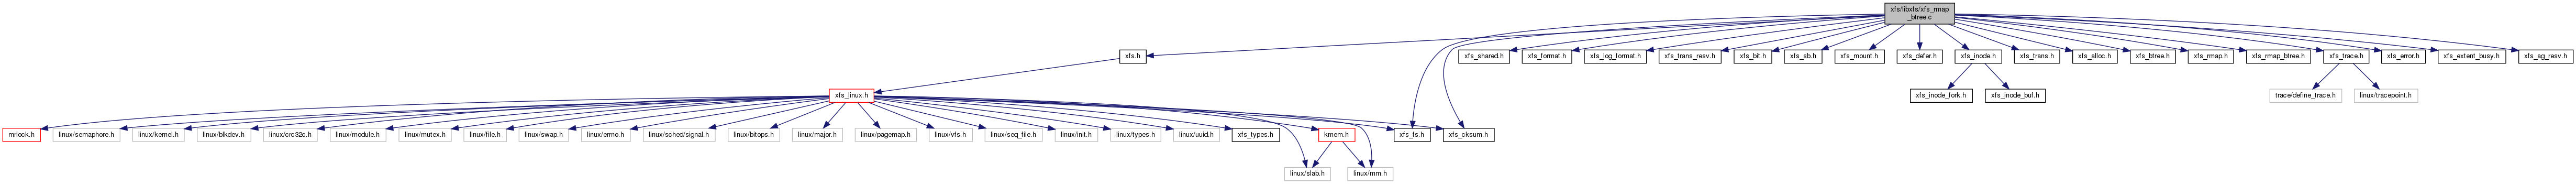 xfs/libxfs/xfs_rmap
_btree.c
xfs.h
xfs_shared.h
xfs_format.h
xfs_log_format.h
xfs_trans_resv.h
xfs_bit.h
xfs_sb.h
xfs_mount.h
xfs_defer.h
xfs_inode.h
xfs_trans.h
xfs_alloc.h
xfs_btree.h
xfs_rmap.h
xfs_rmap_btree.h
xfs_trace.h
xfs_error.h
xfs_extent_busy.h
xfs_ag_resv.h
xfs_linux.h
xfs_inode_fork.h
xfs_inode_buf.h
trace/define_trace.h
linux/tracepoint.h
mrlock.h
linux/semaphore.h
linux/kernel.h
linux/blkdev.h
linux/crc32c.h
linux/module.h
linux/mutex.h
linux/file.h
linux/swap.h
linux/errno.h
linux/sched/signal.h
linux/bitops.h
linux/major.h
linux/pagemap.h
linux/vfs.h
linux/seq_file.h
linux/init.h
linux/types.h
linux/uuid.h
xfs_types.h
kmem.h
xfs_fs.h
xfs_cksum.h
linux/slab.h
linux/mm.h